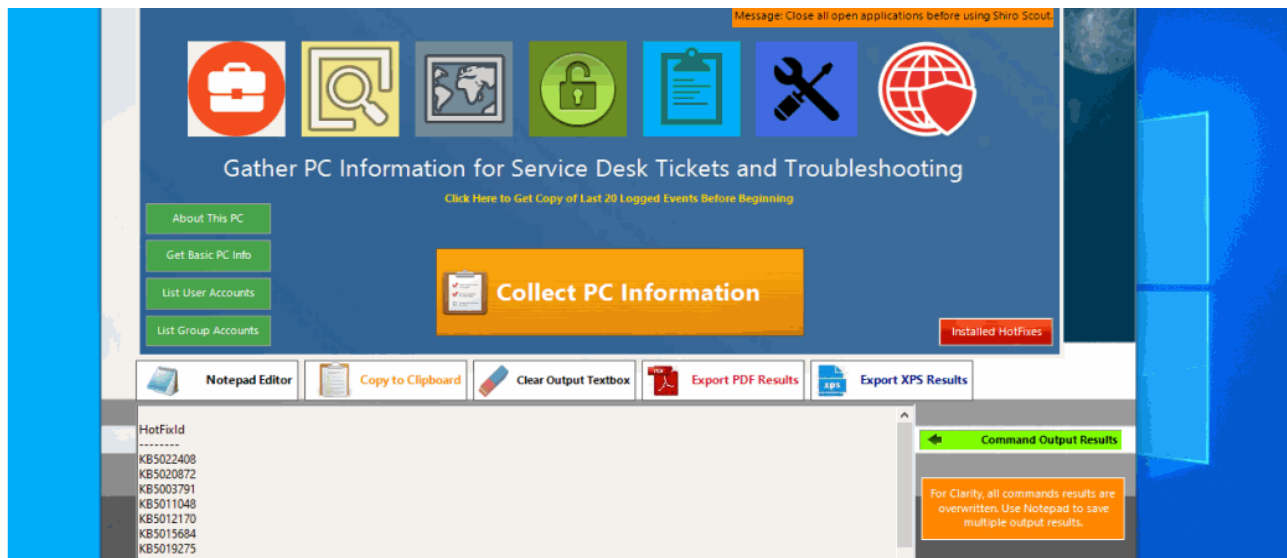 Message: Close all open applications before using Shiro Scout.
Gather PC Information for Service Desk Tickets and Troubleshooting
Click Here to Get Copy of Last 20 Logged Events Before Beginning
About This PC
Get Basic PC Info
List User Accounts
List Group Accounts
Collect PC Information
Installed HotFixes
Notepad Editor
Copy to Clipboard
Clear Output Textbox
PDF
Export PDF Results
xps
Export XPS Results
HotFixId
--------
KB5022408
KB5020872
KB5003791
KB5011048
KB5012170
KB5015684
KB5019275
Command Output Results
For Clarity, all commands results are
overwritten. Use Notepad to save
multiple output results.